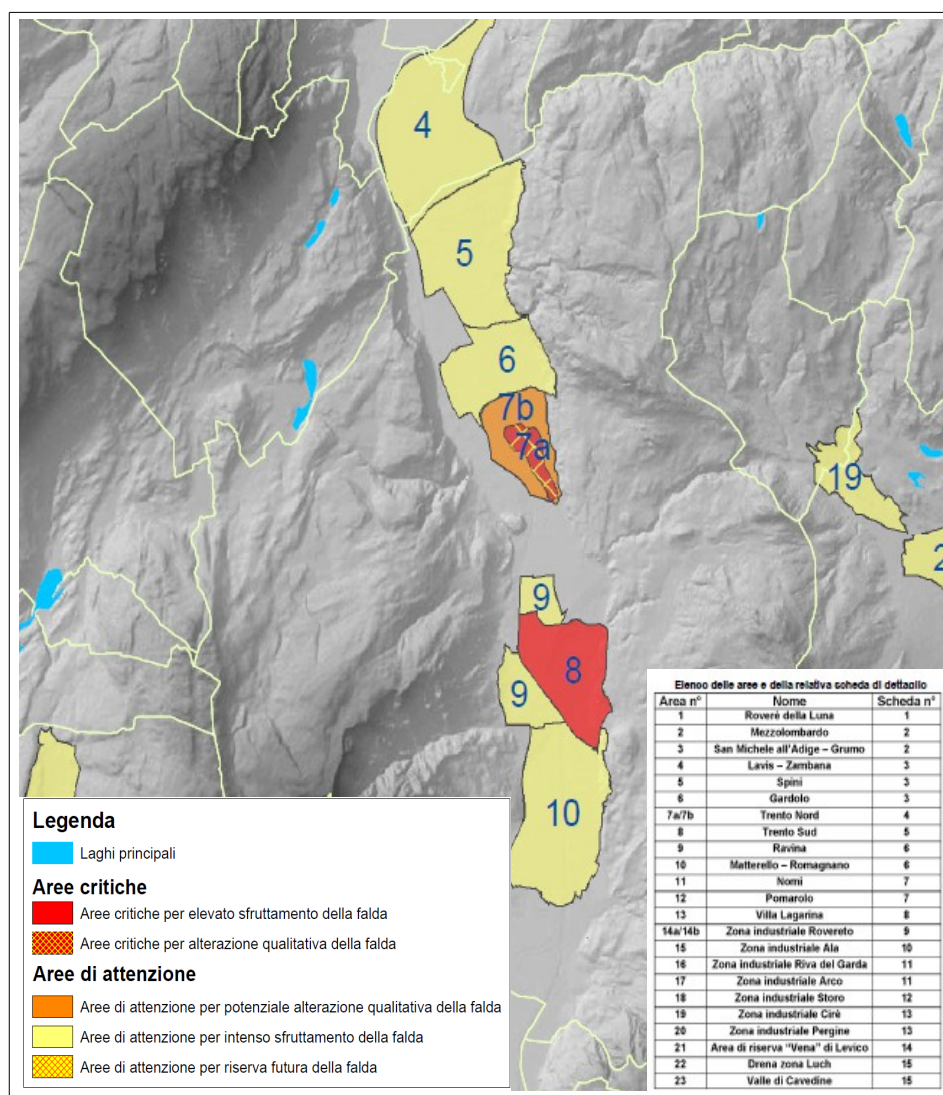 4
5
6
7b
7a
19
2
9
8
9
10
Legenda
Laghi principali
Aree critiche
Aree critiche per elevato sfruttamento della falda
Aree critiche per alterazione qualitativa della falda
Aree di attenzione
Aree di attenzione per potenziale alterazione qualitativa della falda
Aree di attenzione per intenso sfruttamento della falda
Aree di attenzione per riserva futura della falda
Elenco delle aree e della relativa scheda di dettaglio
Area n° Nome Scheda n°
1 Roverè della Luna 1
2 Mezzolombardo 2
3 San Michele all'Adige – Grumo 2
4 Lavis – Zambana 3
5 Spini 3
6 Gardolo 3
7a/7b Trento Nord 4
8 Trento Sud 5
9 Ravina 6
10 Matterello – Romagnano 6
11 Nomi 7
12 Pomarolo 7
13 Villa Lagarina 8
14a/14b Zona industriale Rovereto 9
15 Zona industriale Ala 10
16 Zona industriale Riva del Garda 11
17 Zona industriale Arco 11
18 Zona industriale Storo 12
19 Zona industriale Cirè 13
20 Zona industriale Pergine 13
21 Area di riserva "Vena" di Levico 14
22 Drena zona Luch 15
23 Valle di Cavedine 15